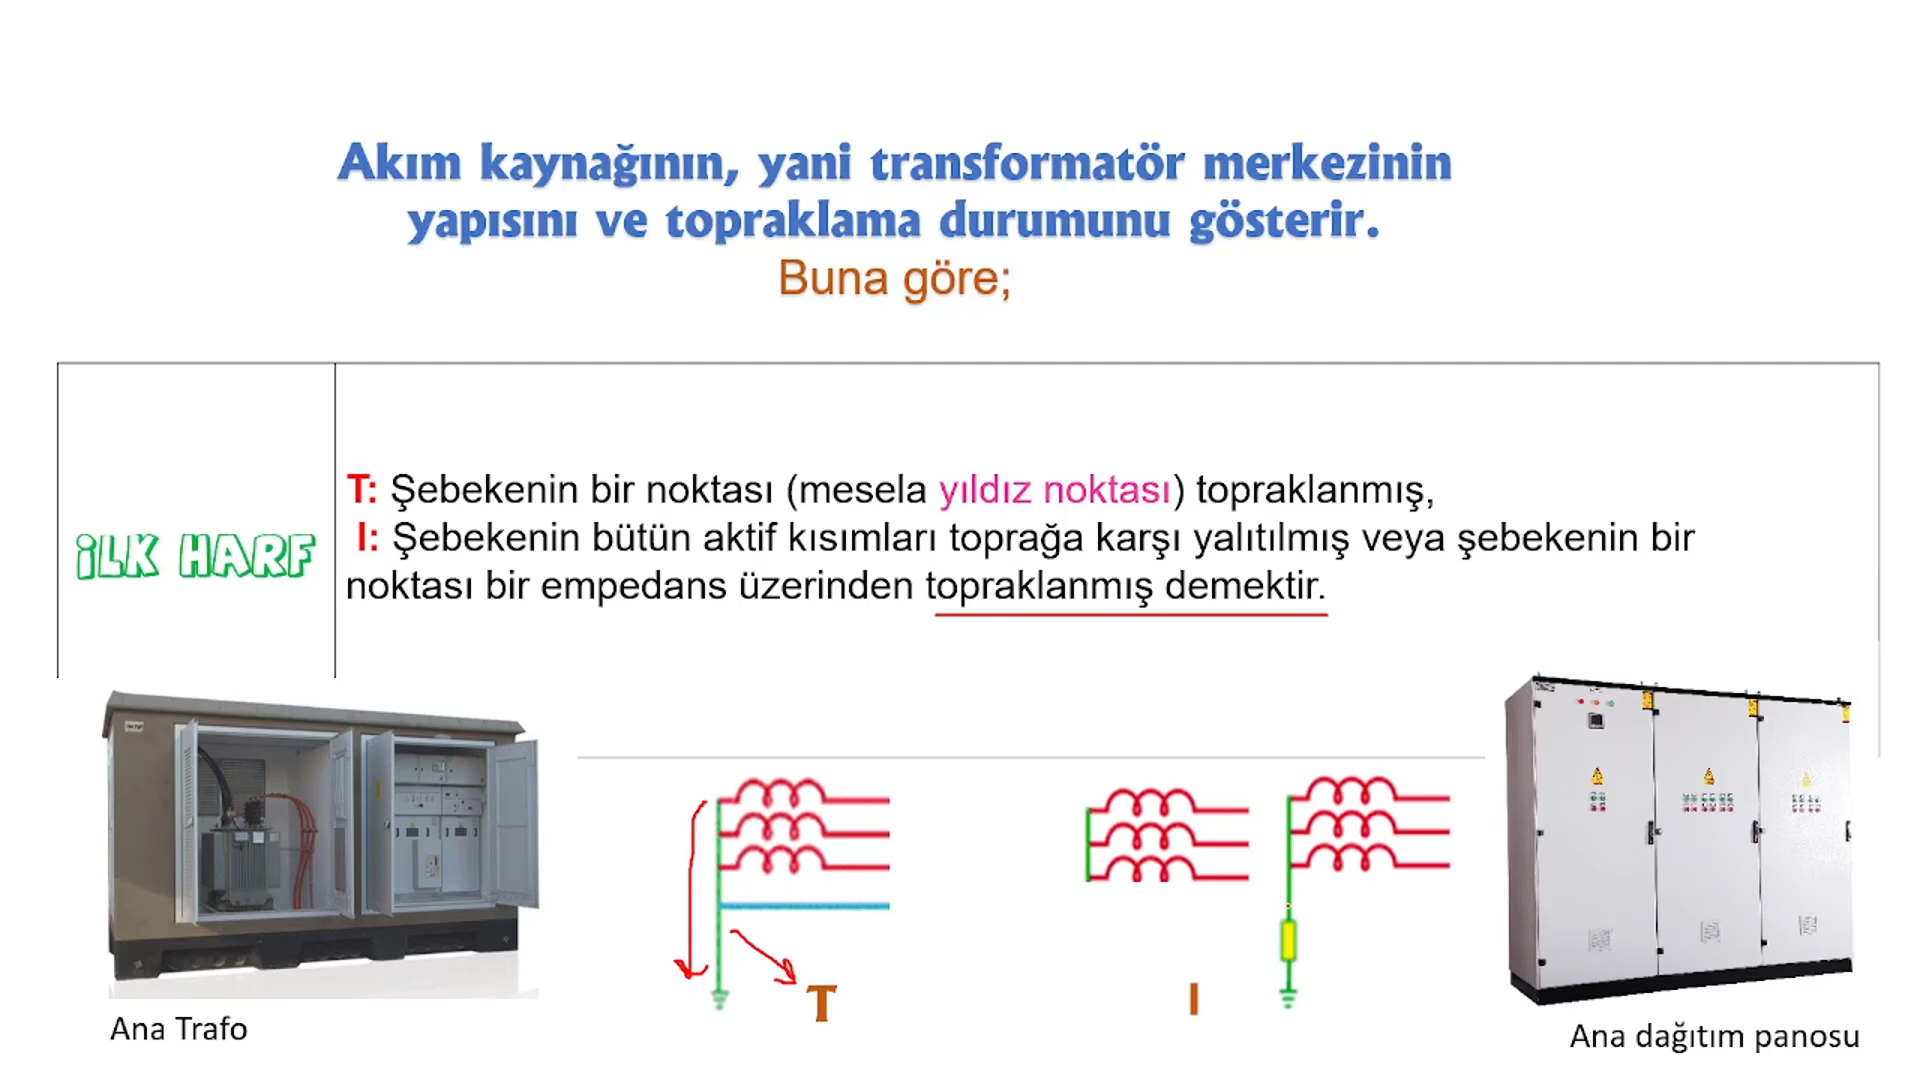 Akım kaynağının, yani transformatör merkezinin
yapısını ve topraklama durumunu gösterir.
Buna göre;
İLK HARF
T: Şebekenin bir noktası (mesela yıldız noktası) topraklanmış,
I: Şebekenin bütün aktif kısımları toprağa karşı yalıtılmış veya şebekenin bir
noktası bir empedans üzerinden topraklanmış demektir.
T
I
Ana Trafo
Ana dağıtım panosu